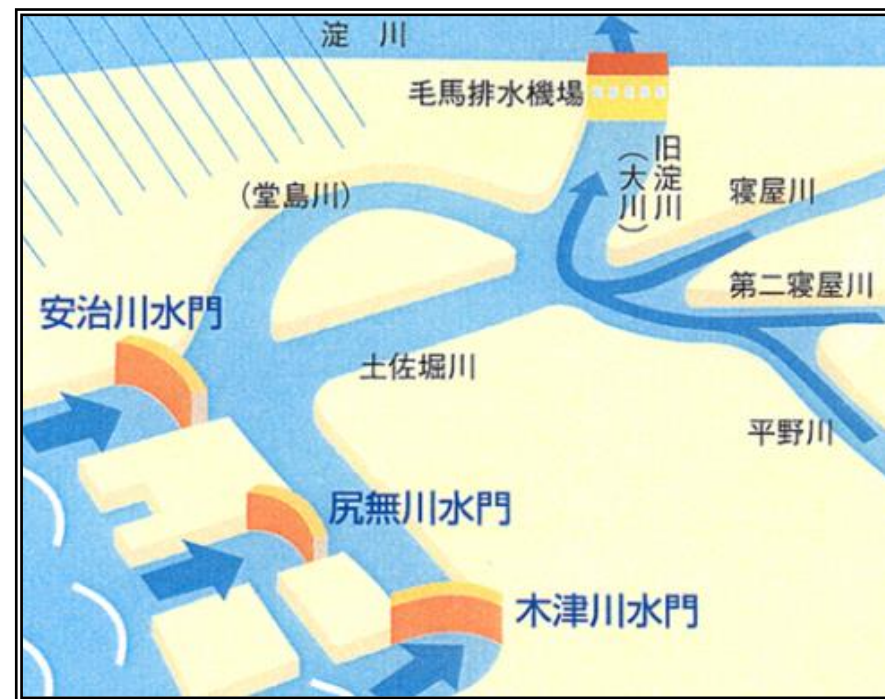 淀 川
毛馬排水機場
旧淀川
(大川)
(堂島川)
寝屋川
第二寝屋川
安治川水門
土佐堀川
平野川
尻無川水門
木津川水門